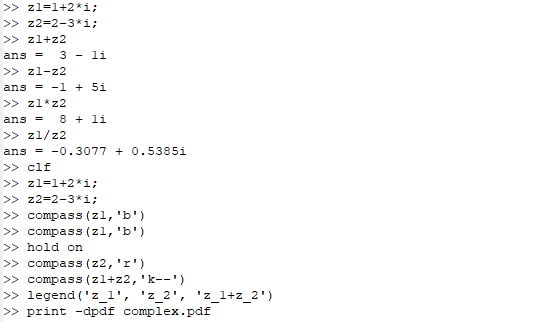 >> z1=1+2*i;
>> z2=2-3*i;
>> z1+z2
ans =  3 - 1i
>> z1-z2
ans = -1 + 5i
>> z1*z2
ans =  8 + 1i
>> z1/z2
ans = -0.3077 + 0.5385i
>> clf
>> z1=1+2*i;
>> z2=2-3*i;
>> compass(z1,'b')
>> compass(z1,'b')
>> hold on
>> compass(z2,'r')
>> compass(z1+z2,'k--')
>> legend('z_1', 'z_2', 'z_1+z_2')
>> print -dpdf complex.pdf